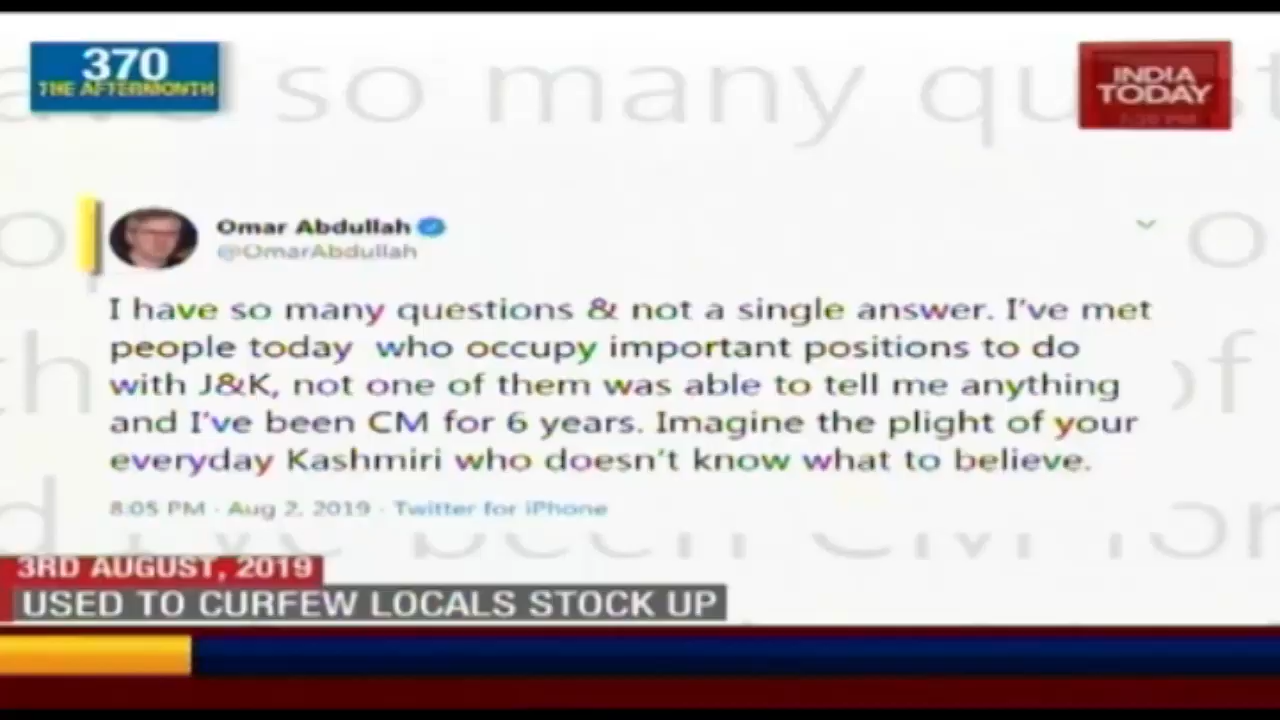 370
THE AFTERMONTH
INDIA
TODAY
Omar Abdullah
@OmarAbdullah
I have so many questions & not a single answer. I've met
people today who occupy important positions to do
with J&K, not one of them was able to tell me anything
and I've been CM for 6 years. Imagine the plight of your
everyday Kashmiri who doesn't know what to believe.
8:05 PM · Aug 2, 2019 · Twitter for iPhone
3RD AUGUST, 2019
USED TO CURFEW LOCALS STOCK UP